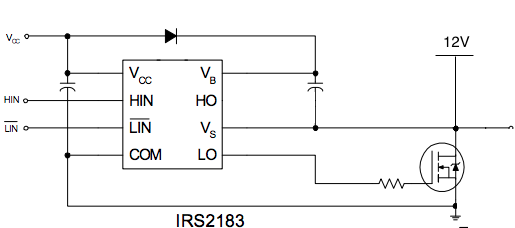 12V
Vcc
Vcc VB
HIN HIN HO
LIN LIN Vs
COM LO
IRS2183